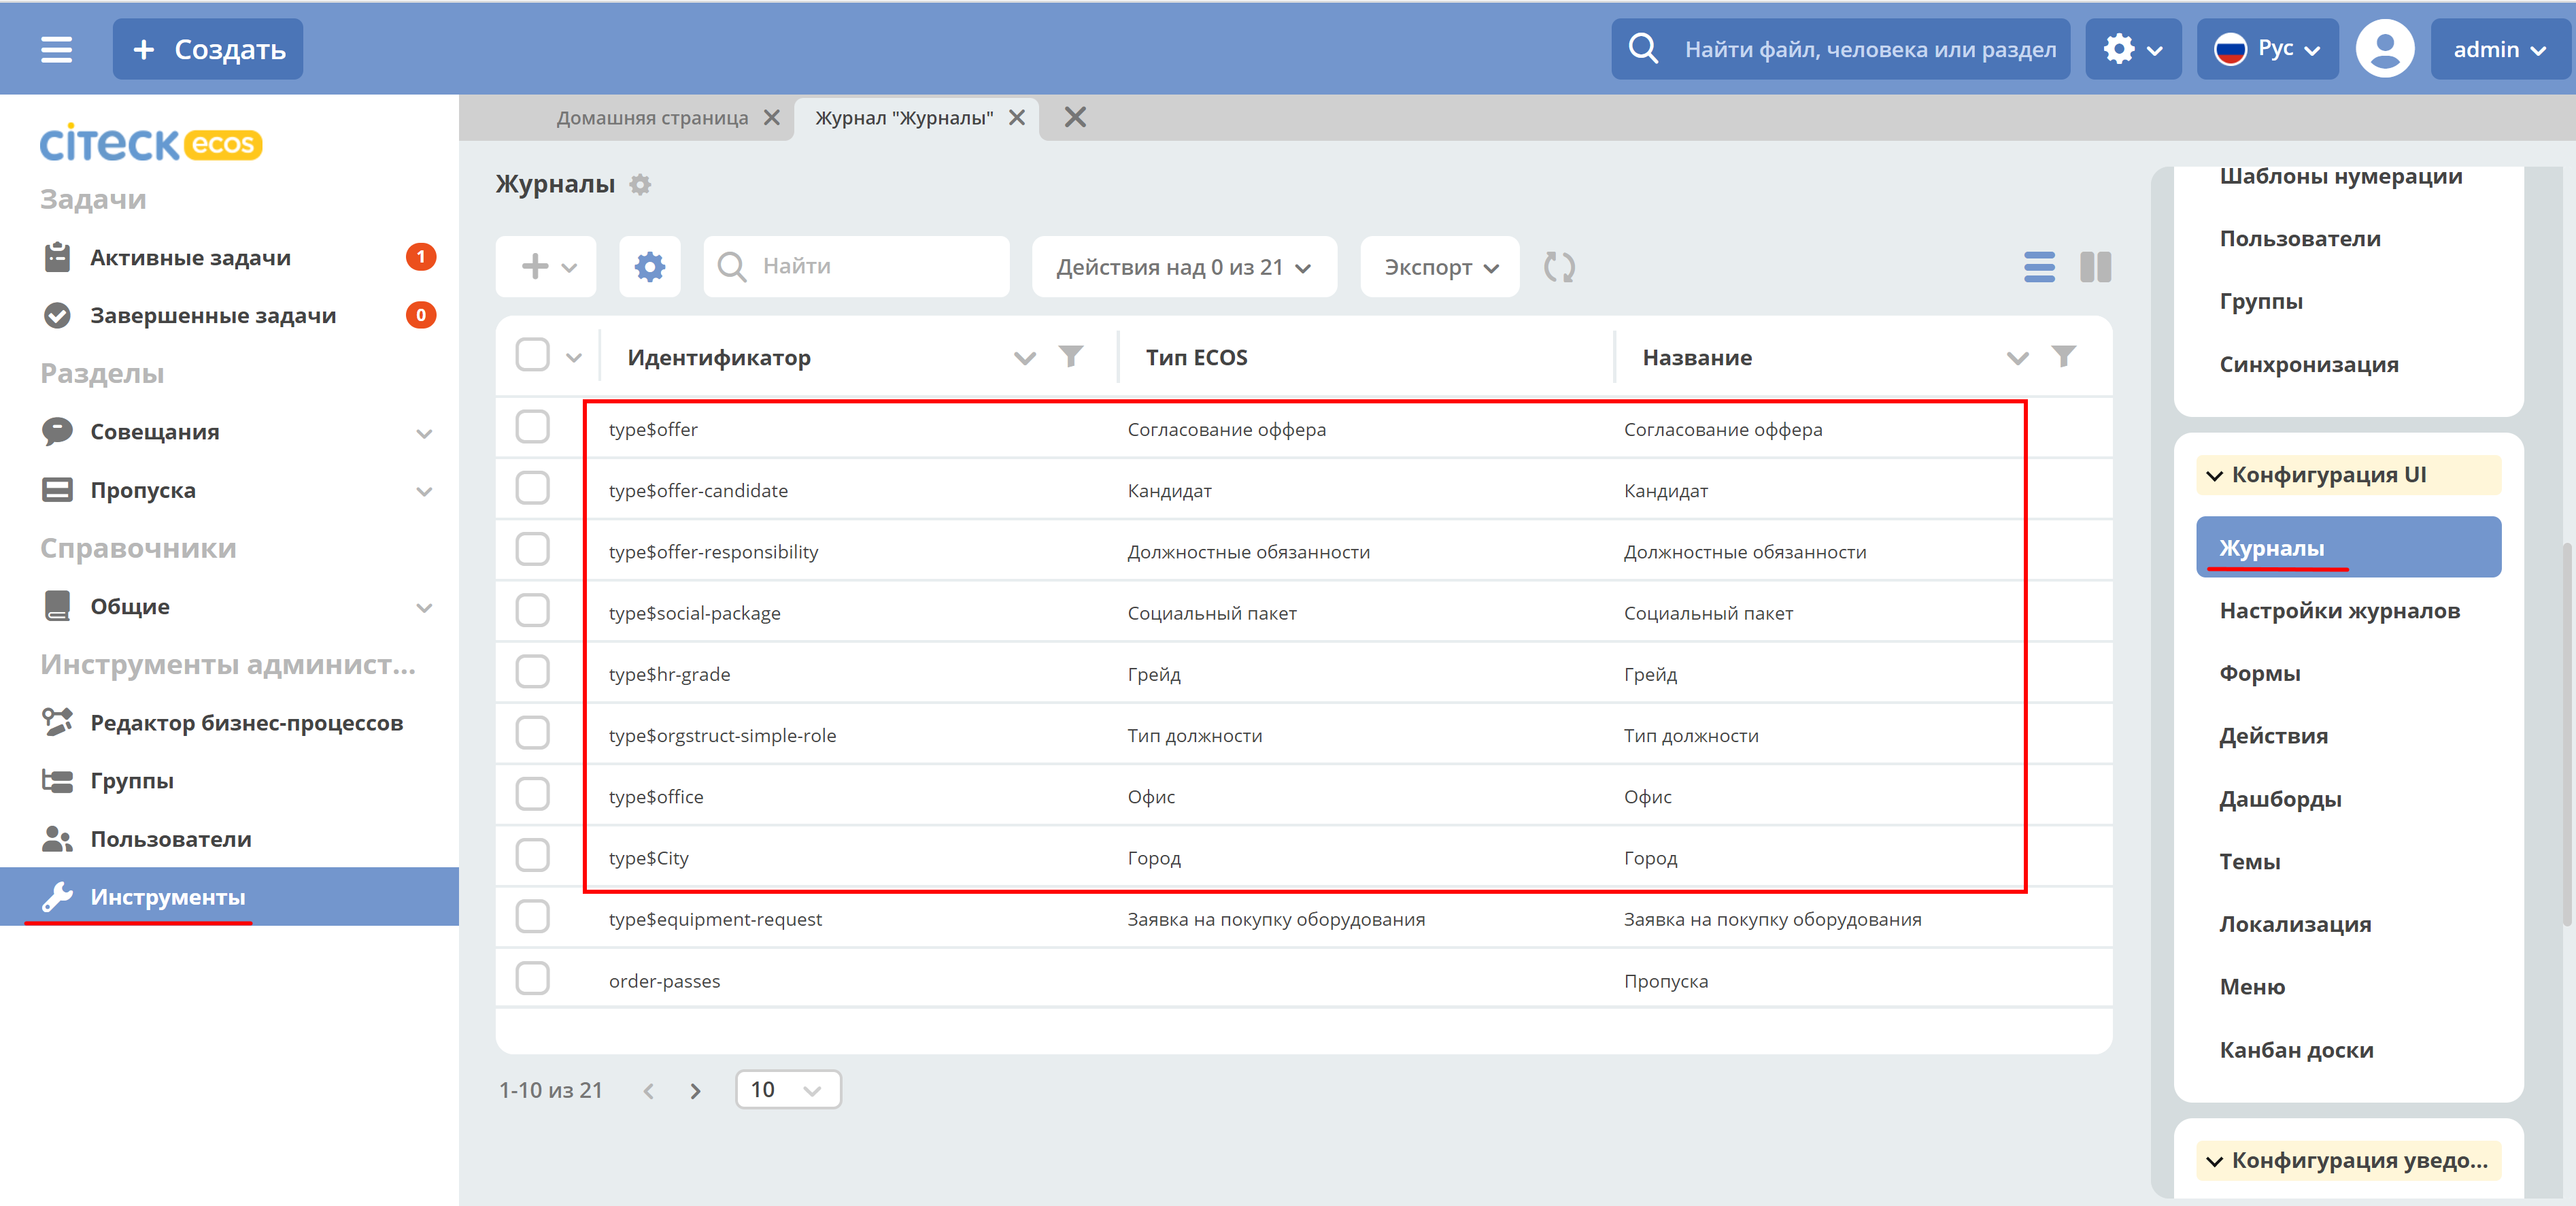 Создать
Найти файл, человека или раздел
Рус
admin
Домашняя страница
Журнал "Журналы"
citeck ecos
Задачи
Активные задачи 1
Завершенные задачи 0
Разделы
Совещания
Пропуска
Справочники
Общие
Инструменты админист...
Редактор бизнес-процессов
Группы
Пользователи
Инструменты
Журналы
Найти
Действия над 0 из 21
Экспорт
Идентификатор Тип ECOS Название
type$offer Согласование оффера Согласование оффера
type$offer-candidate Кандидат Кандидат
type$offer-responsibility Должностные обязанности Должностные обязанности
type$social-package Социальный пакет Социальный пакет
type$hr-grade Грейд Грейд
type$orgstruct-simple-role Тип должности Тип должности
type$office Офис Офис
type$City Город Город
type$equipment-request Заявка на покупку оборудования Заявка на покупку оборудования
order-passes Пропуска
1-10 из 21
10
Шаблоны нумерации
Пользователи
Группы
Синхронизация
Конфигурация UI
Журналы
Настройки журналов
Формы
Действия
Дашборды
Темы
Локализация
Меню
Канбан доски
Конфигурация уведо...